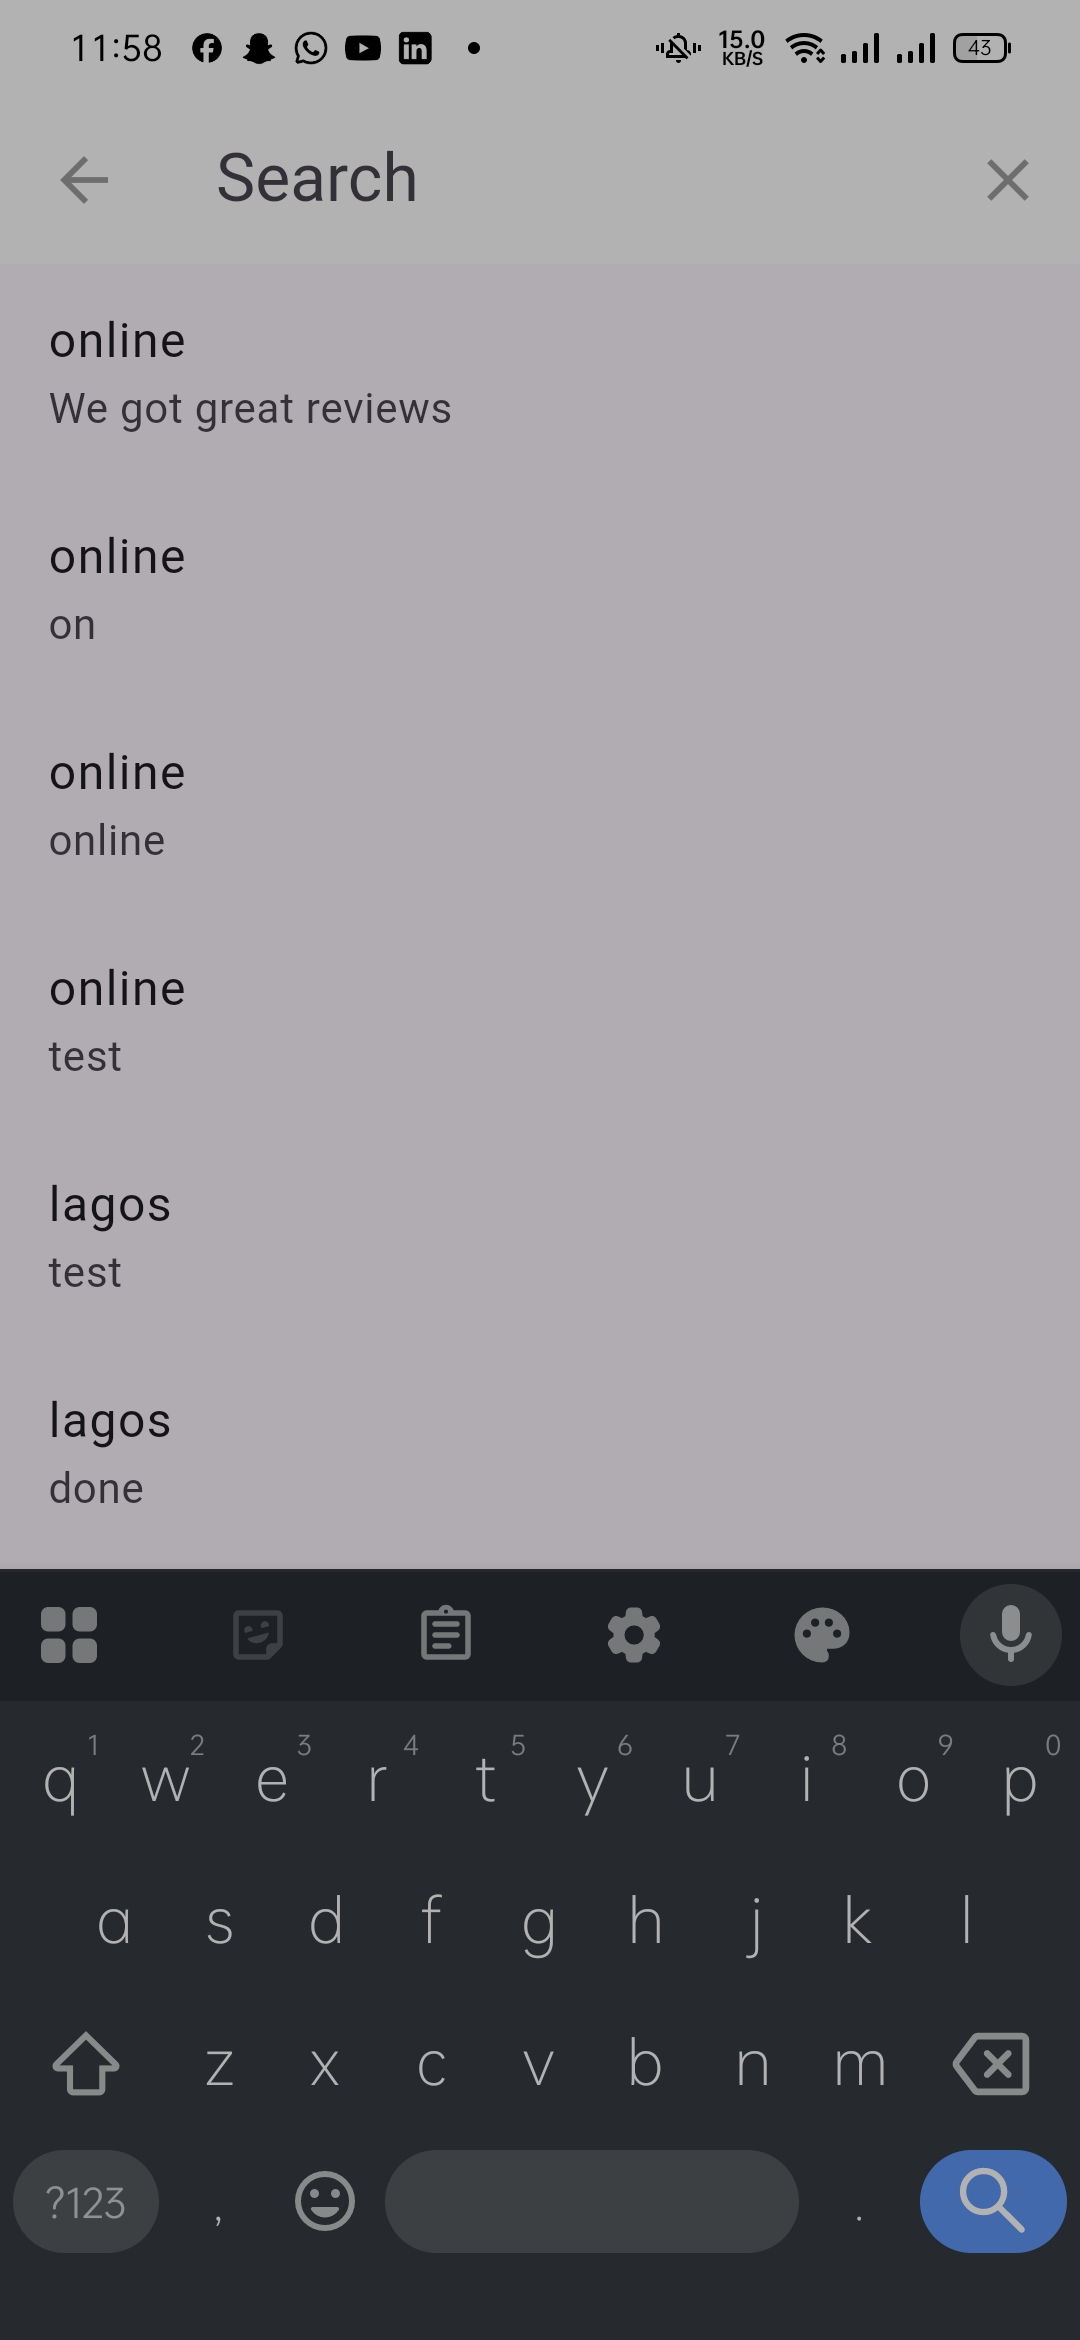 11:58 15.0 KB/S 43
Search
online
We got great reviews
online
on
online
online
online
test
lagos
test
lagos
done
1 2 3 4 5 6 7 8 9 0
q w e r t y u i o p
a s d f g h j k l
z x c v b n m
?123 , .